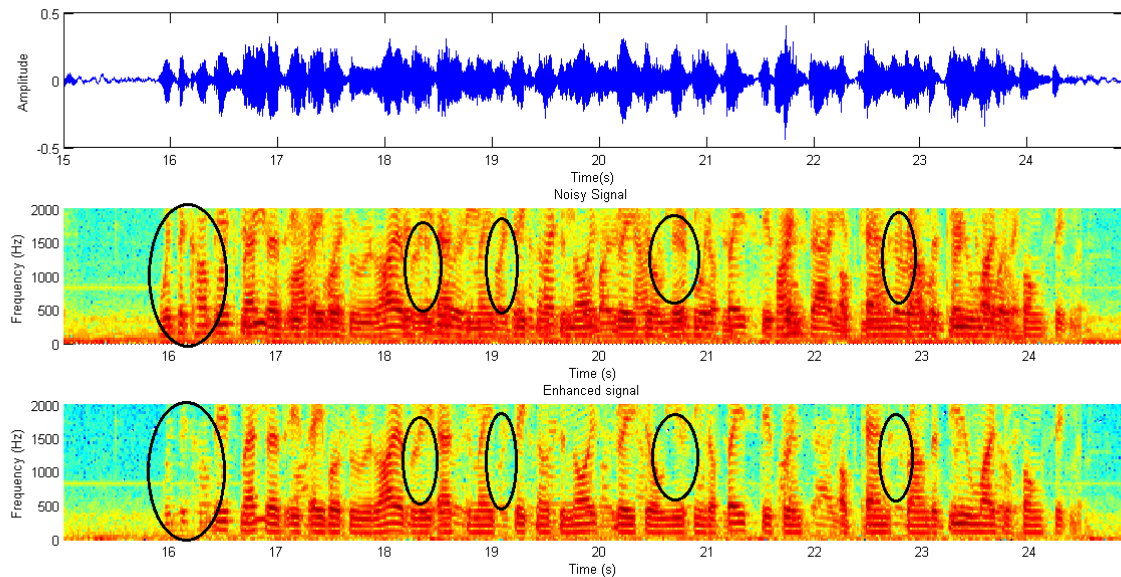 0.5
0
-0.5
Amplitude
15 16 17 18 19 20 21 22 23 24
Time(s)
Noisy Signal
2000
1500
1000
500
0
Frequency (Hz)
16 17 18 19 20 21 22 23 24
Time (s)
Enhanced signal
2000
1500
1000
500
0
Frequency (Hz)
16 17 18 19 20 21 22 23 24
Time (s)